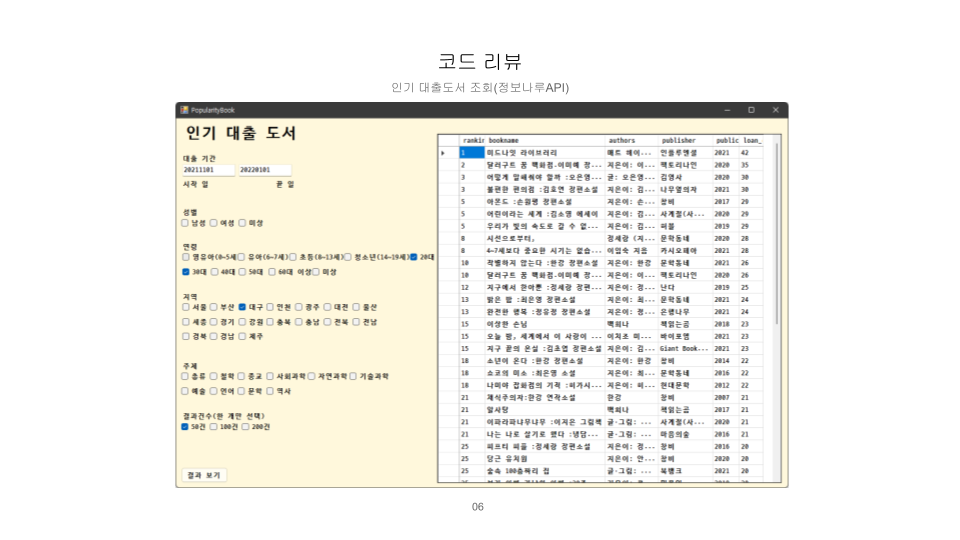 코드 리뷰
인기 대출도서 조회(정보나루API)
PopularityBook
인기 대출 도서
대출 기간
20211101 20220101
시작 일 끝 일
성별
남성 여성 미상
연령
영유아(0~5세 유아(6~7세) 초등(8~13세) 청소년(14~19세) 20대
30대 40대 50대 60대 이상 미상
지역
서울 부산 대구 인천 광주 대전 울산
세종 경기 강원 충북 충남 전북 전남
경북 경남 제주
주제
총류 철학 종교 사회과학 자연과학 기술과학
예술 언어 문학 역사
결과건수(한 개만 선택)
50건 100건 200건
결과 보기
rankin bookname authors publisher public loan_
1 미드나잇 라이브러리 매트 헤이... 인플루엔셜 2021 42
2 달러구트 꿈 백화점.이미예 장... 지은이: 이... 팩토리나인 2020 35
3 어떻게 말해줘야 할까 :오은영... 글: 오은영... 김영사 2020 30
3 불편한 편의점 :김호연 장편소설 지은이: 김... 나무옆의자 2021 30
5 아몬드 :손원평 장편소설 지은이: 손... 창비 2017 29
5 어린이라는 세계 :김소영 에세이 지은이: 김... 사계절(사... 2020 29
5 우리가 빛의 속도로 갈 수 없... 지은이: 김... 허블 2019 29
8 시선으로부터, 정세랑 (지... 문학동네 2020 28
8 4~7세보다 중요한 시기는 없습... 이임숙 지음 카시오페아 2021 28
10 작별하지 않는다 :한강 장편소설 지은이: 한강 문학동네 2021 26
10 달러구트 꿈 백화점.이미예 장... 지은이: 이... 팩토리나인 2021 26
12 지구에서 한아뿐 :정세랑 장편... 지은이: 정... 난다 2019 25
13 밝은 밤 :최은영 장편소설 지은이: 최... 문학동네 2021 24
13 완전한 행복 :정유정 장편소설 지은이: 정... 은행나무 2021 24
15 이상한 손님 백희나 책읽는곰 2018 23
15 오늘 밤, 세계에서 이 사랑이 ... 이치조 미... 바이포엠 2021 23
15 지구 끝의 온실 :김초엽 장편소설 지은이: 김... Giant Book... 2021 23
18 소년이 온다 :한강 장편소설 지은이: 한강 창비 2014 22
18 쇼코의 미소 :최은영 소설 지은이: 최... 문학동네 2016 22
18 나미야 잡화점의 기적 :히가시... 지은이: 히... 현대문학 2012 22
21 채식주의자:한강 연작소설 한강 창비 2007 21
21 알사탕 백희나 책읽는곰 2017 21
21 이파라파냐무냐무 :이지은 그림책 글·그림: ... 사계절(사... 2020 21
21 나는 나로 살기로 했다 :냉담... 글·그림: ... 마음의숲 2016 21
25 피프티 피플 :정세랑 장편소설 지은이: 정... 창비 2016 20
25 당근 유치원 지은이: 안... 창비 2020 20
25 숲속 100층짜리 집 글·그림: ... 북뱅크 2021 20
06